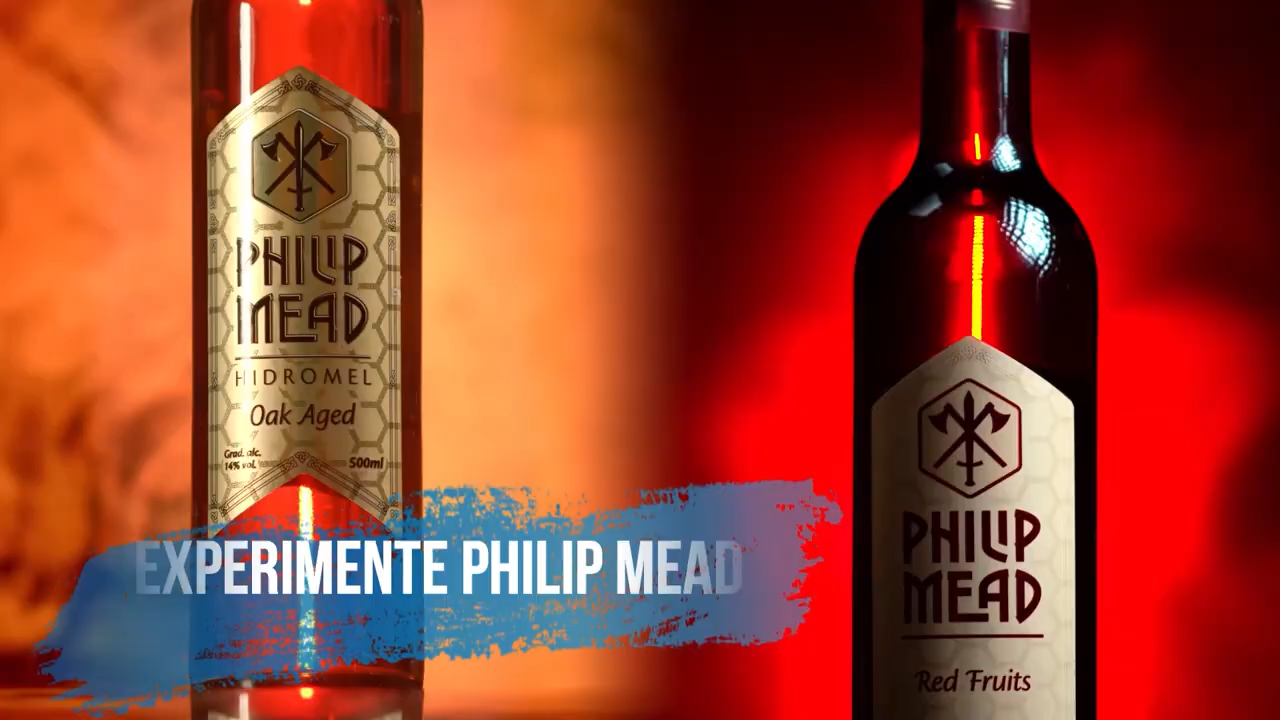 PHILIP
MEAD
HIDROMEL
Oak Aged
Grad. alc.
14% vol.
500ml
EXPERIMENTE PHILIP MEAD
PHILIP
MEAD
Red Fruits